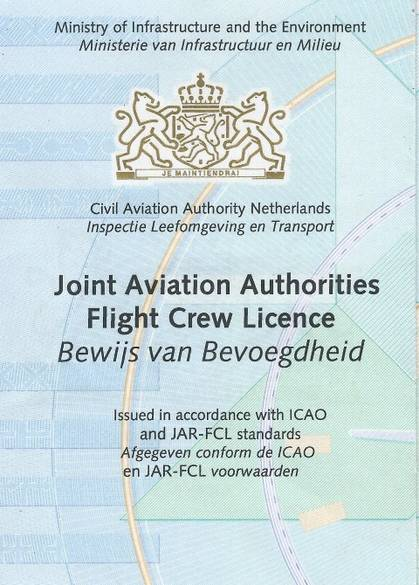 Ministry of Infrastructure and the Environment
Ministerie van Infrastructuur en Milieu
JE MAINTIENDRAI
Civil Aviation Authority Netherlands
Inspectie Leefomgeving en Transport
Joint Aviation Authorities
Flight Crew Licence
Bewijs van Bevoegdheid
Issued in accordance with ICAO
and JAR-FCL standards
Afgegeven conform de ICAO
en JAR-FCL voorwaarden